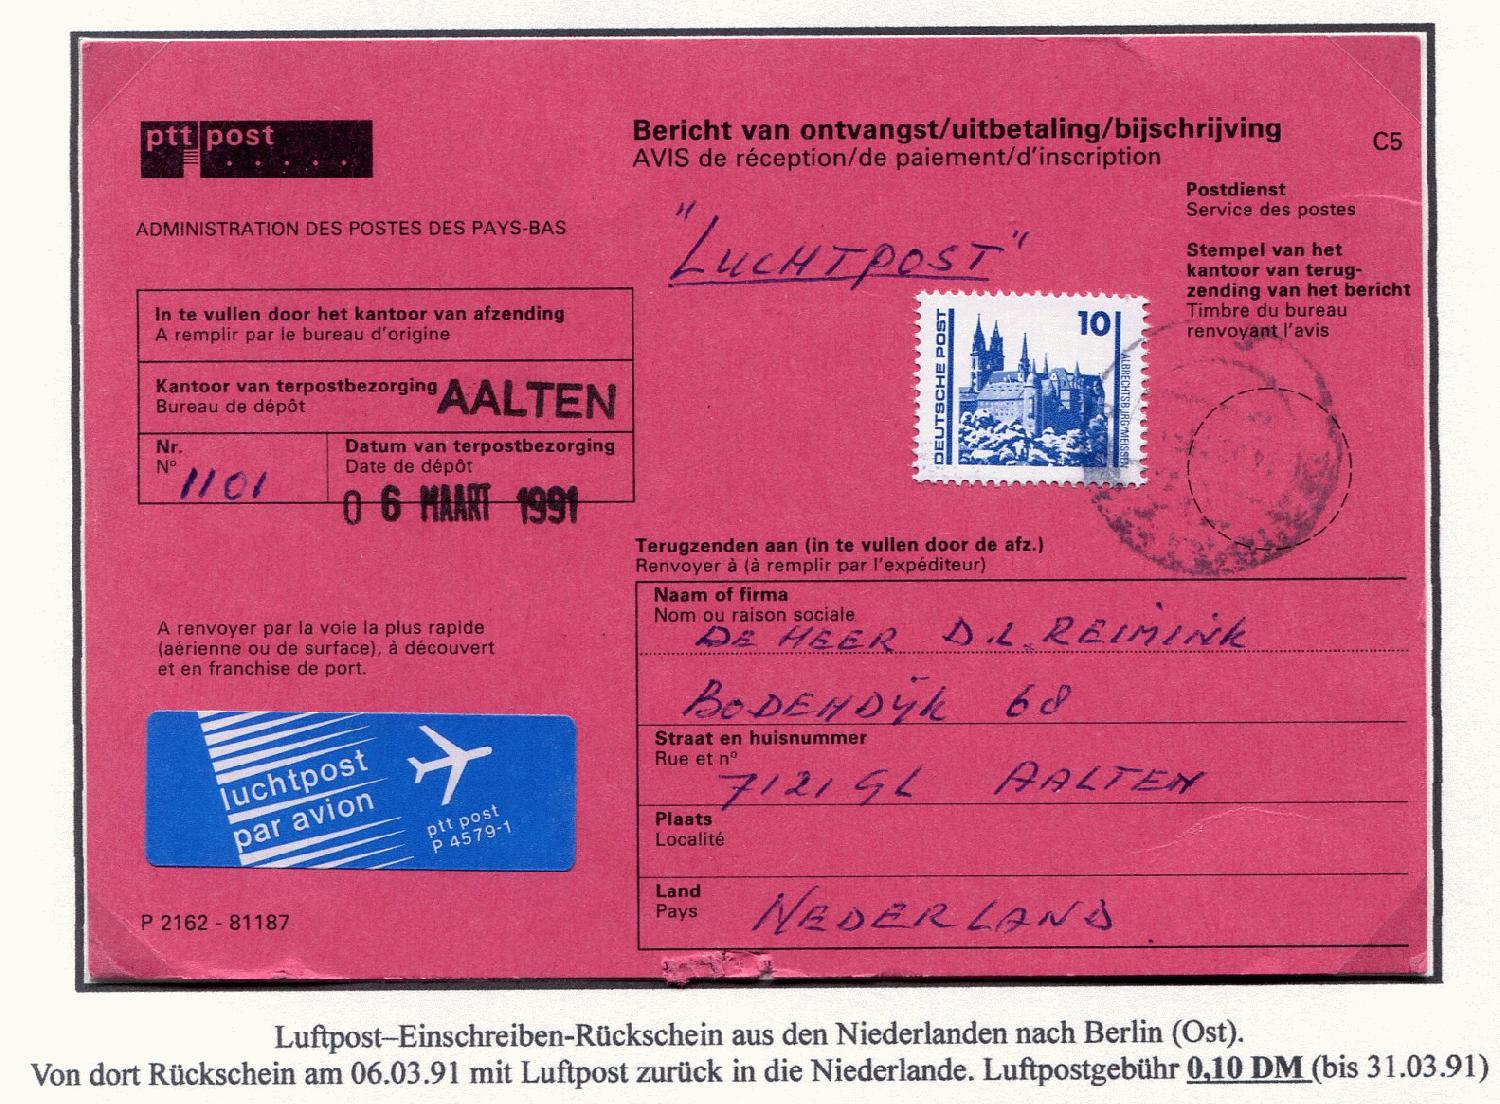 ptt post
Bericht van ontvangst/uitbetaling/bijschrijving
AVIS de réception/de paiement/d'inscription
C5
Postdienst
Service des postes
ADMINISTRATION DES POSTES DES PAYS-BAS
"LUCHTPOST"
Stempel van het
kantoor van terug-
zending van het bericht
Timbre du bureau
renvoyant l'avis
In te vullen door het kantoor van afzending
A remplir par le bureau d'origine
Kantoor van terpostbezorging
Bureau de dépôt
AALTEN
Nr.
N° 1101
Datum van terpostbezorging
Date de dépôt
0 6 MAART 1991
DEUTSCHE POST
10
ALBRECHTSBURG MEISSEN
Terugzenden aan (in te vullen door de afz.)
Renvoyer à (à remplir par l'expéditeur)
Naam of firma
Nom ou raison sociale
DE HEER D.L. REIMINK
BODENDIJK 68
Straat en huisnummer
Rue et n°
7121 GL AALTEN
Plaats
Localité
Land
Pays
NEDERLAND
A renvoyer par la voie la plus rapide
(aérienne ou de surface), à découvert
et en franchise de port.
luchtpost
par avion
ptt post
P 4579-1
P 2162 - 81187
Luftpost–Einschreiben-Rückschein aus den Niederlanden nach Berlin (Ost).
Von dort Rückschein am 06.03.91 mit Luftpost zurück in die Niederlande. Luftpostgebühr 0,10 DM (bis 31.03.91)